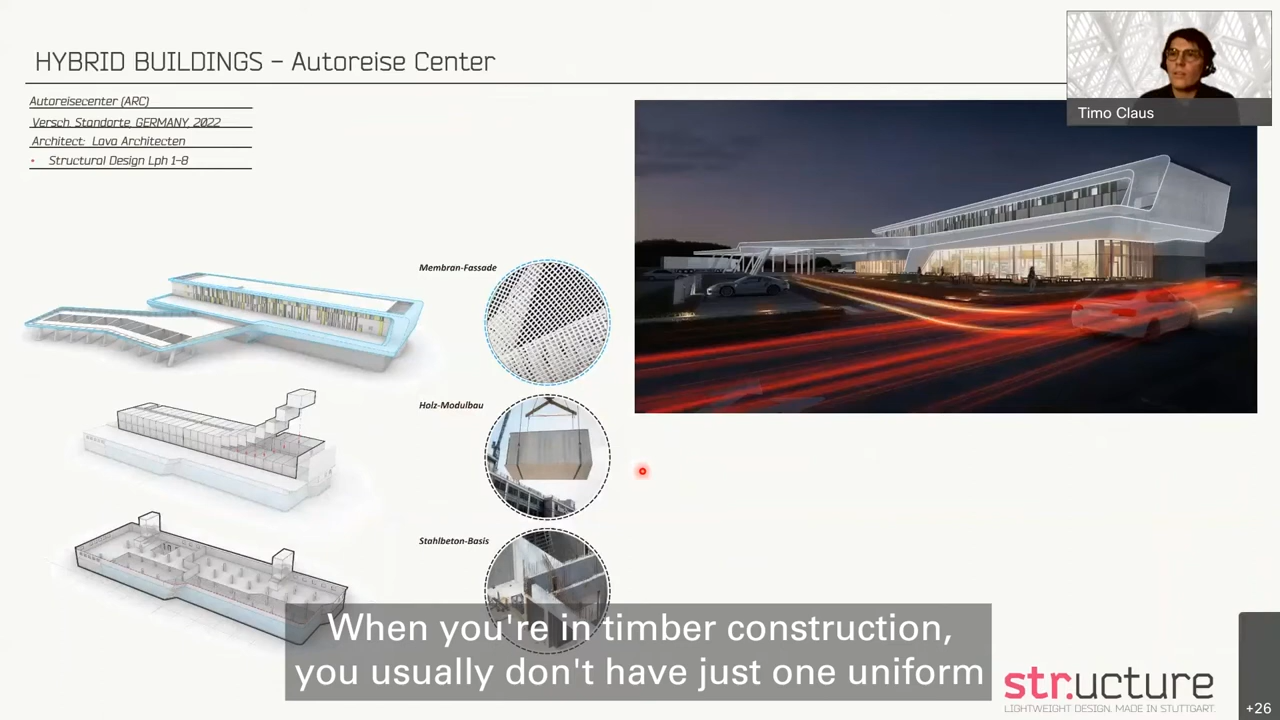 HYBRID BUILDINGS – Autoreise Center
Timo Claus
Autoreisecenter (ARC)
Versch. Standorte, GERMANY, 2022
Architect: Lava Architecten
• Structural Design Lph 1-8
Membran-Fassade
Holz-Modulbau
Stahlbeton-Basis
When you're in timber construction,
you usually don't have just one uniform
str.ucture
LIGHTWEIGHT DESIGN. MADE IN STUTTGART.
+26